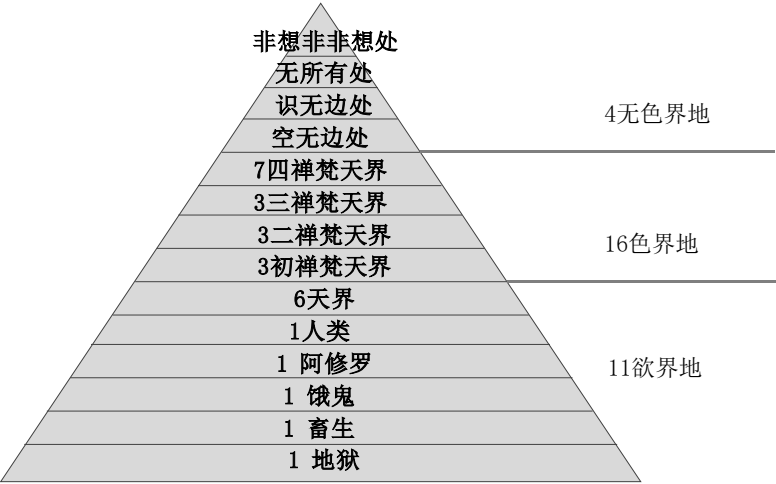 非想非非想处
无所有处
识无边处
空无边处
7四禅梵天界
3三禅梵天界
3二禅梵天界
3初禅梵天界
6天界
1人类
1 阿修罗
1 饿鬼
1 畜生
1 地狱
4无色界地
16色界地
11欲界地